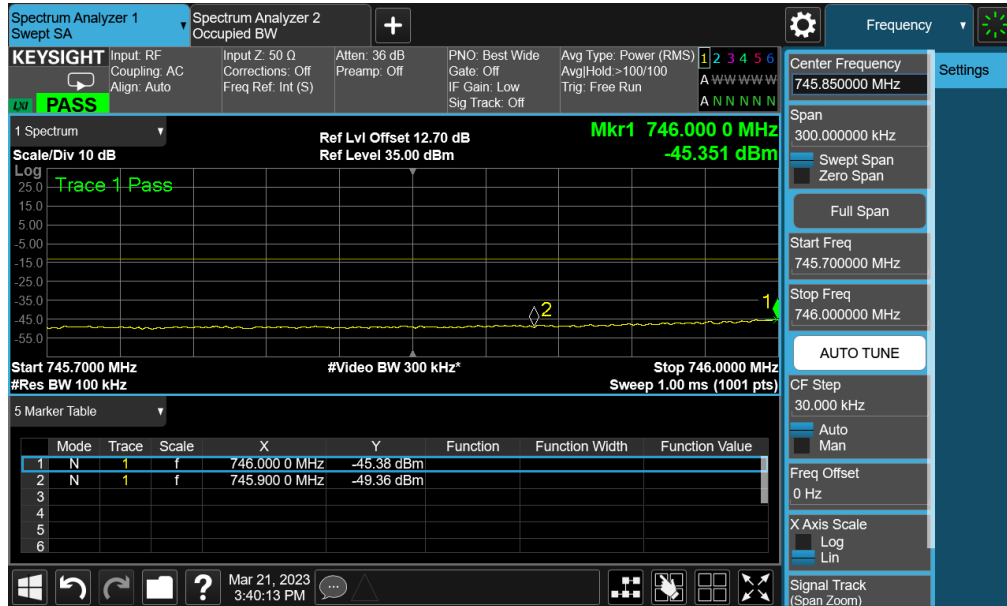 Spectrum Analyzer 1
Swept SA
Spectrum Analyzer 2
Occupied BW
Frequency
KEYSIGHT
LXI
PASS
Input: RF
Coupling: AC
Align: Auto
Input Z: 50 Ω
Corrections: Off
Freq Ref: Int (S)
Atten: 36 dB
Preamp: Off
PNO: Best Wide
Gate: Off
IF Gain: Low
Sig Track: Off
Avg Type: Power (RMS)
Avg|Hold:>100/100
Trig: Free Run
1 2 3 4 5 6
A W W W W W
A N N N N N
1 Spectrum
Scale/Div 10 dB
Ref Lvl Offset 12.70 dB
Ref Level 35.00 dBm
Mkr1 746.000 0 MHz
-45.351 dBm
Log
Trace 1 Pass
25.0
15.0
5.00
-5.00
-15.0
-25.0
-35.0
-45.0
-55.0
2
1
Start 745.7000 MHz
#Res BW 100 kHz
#Video BW 300 kHz*
Stop 746.0000 MHz
Sweep 1.00 ms (1001 pts)
5 Marker Table
Mode Trace Scale X Y Function Function Width Function Value
1 N 1 f 746.000 0 MHz -45.38 dBm
2 N 1 f 745.900 0 MHz -49.36 dBm
3
4
5
6
?
Mar 21, 2023
3:40:13 PM
Center Frequency
745.850000 MHz
Settings
Span
300.000000 kHz
Swept Span
Zero Span
Full Span
Start Freq
745.700000 MHz
Stop Freq
746.000000 MHz
AUTO TUNE
CF Step
30.000 kHz
Auto
Man
Freq Offset
0 Hz
X Axis Scale
Log
Lin
Signal Track
(Span Zoom)